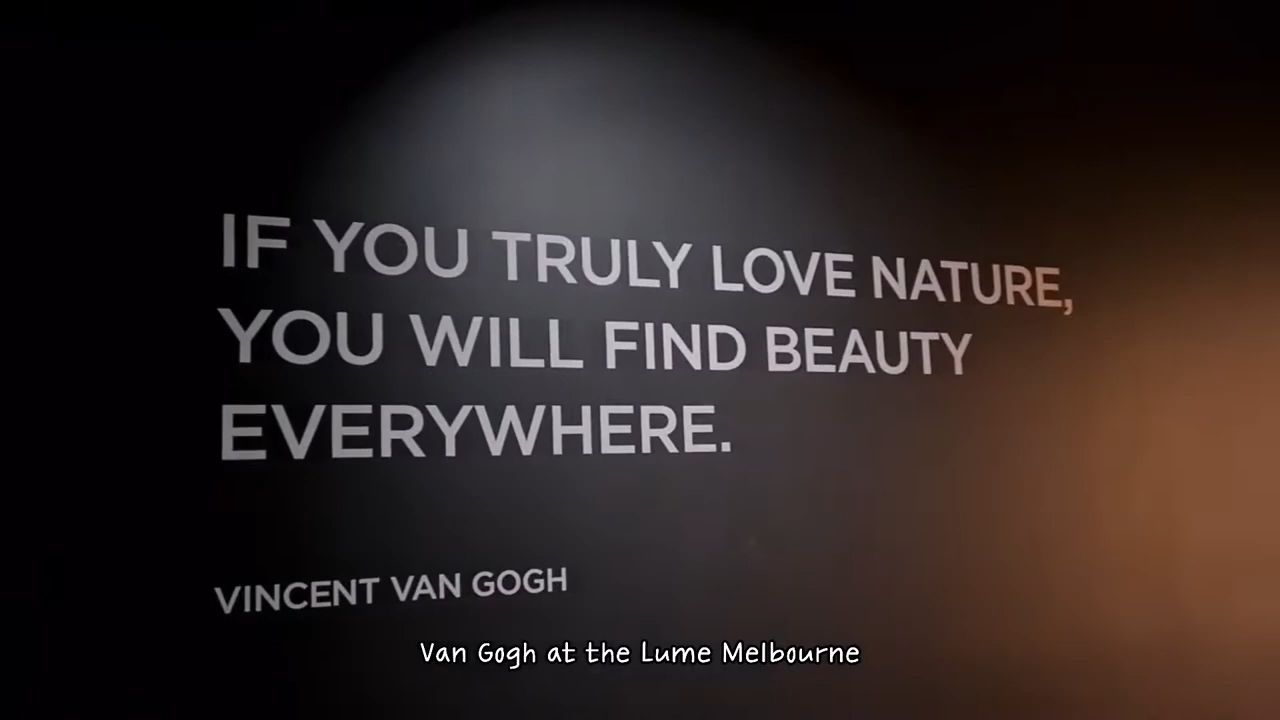 IF YOU TRULY LOVE NATURE,
YOU WILL FIND BEAUTY
EVERYWHERE.
VINCENT VAN GOGH
Van Gogh at the Lume Melbourne